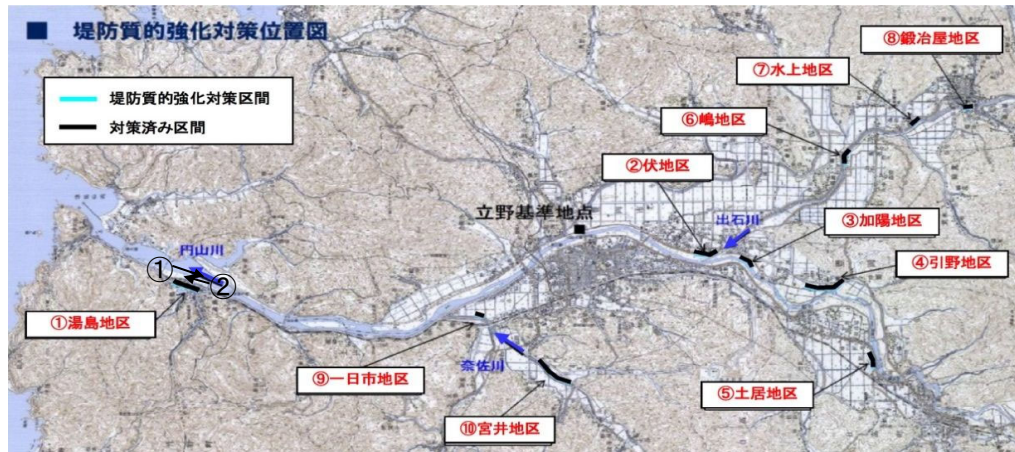 ■ 堤防質的強化対策位置図
堤防質的強化対策区間
対策済み区間
⑧鍛冶屋地区
⑦水上地区
⑥嶋地区
②伏地区
立野基準地点
出石川
③加陽地区
円山川
④引野地区
①
②
①湯島地区
⑨一日市地区
奈佐川
⑤土居地区
⑩宮井地区